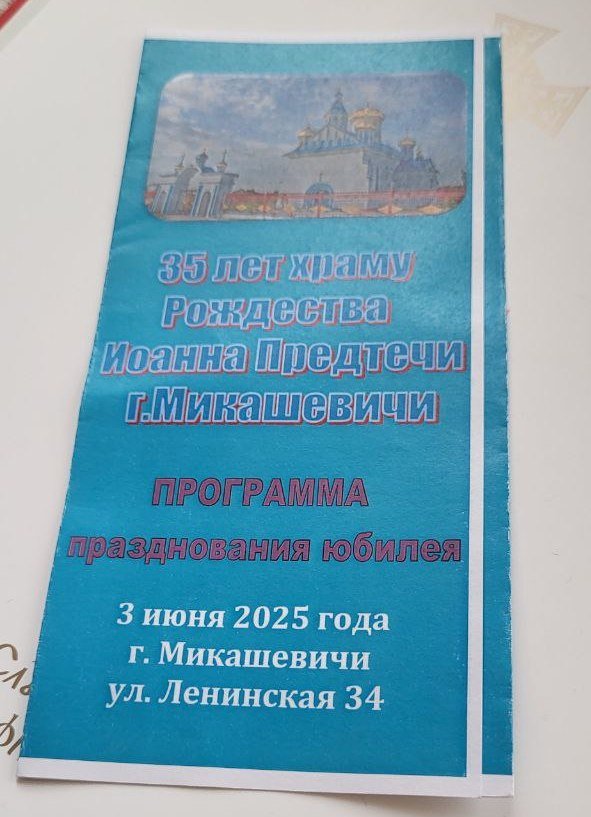 35 лет храму
Рождества
Иоанна Предтечи
г.Микашевичи
ПРОГРАММА
празднования юбилея
3 июня 2025 года
г. Микашевичи
ул. Ленинская 34